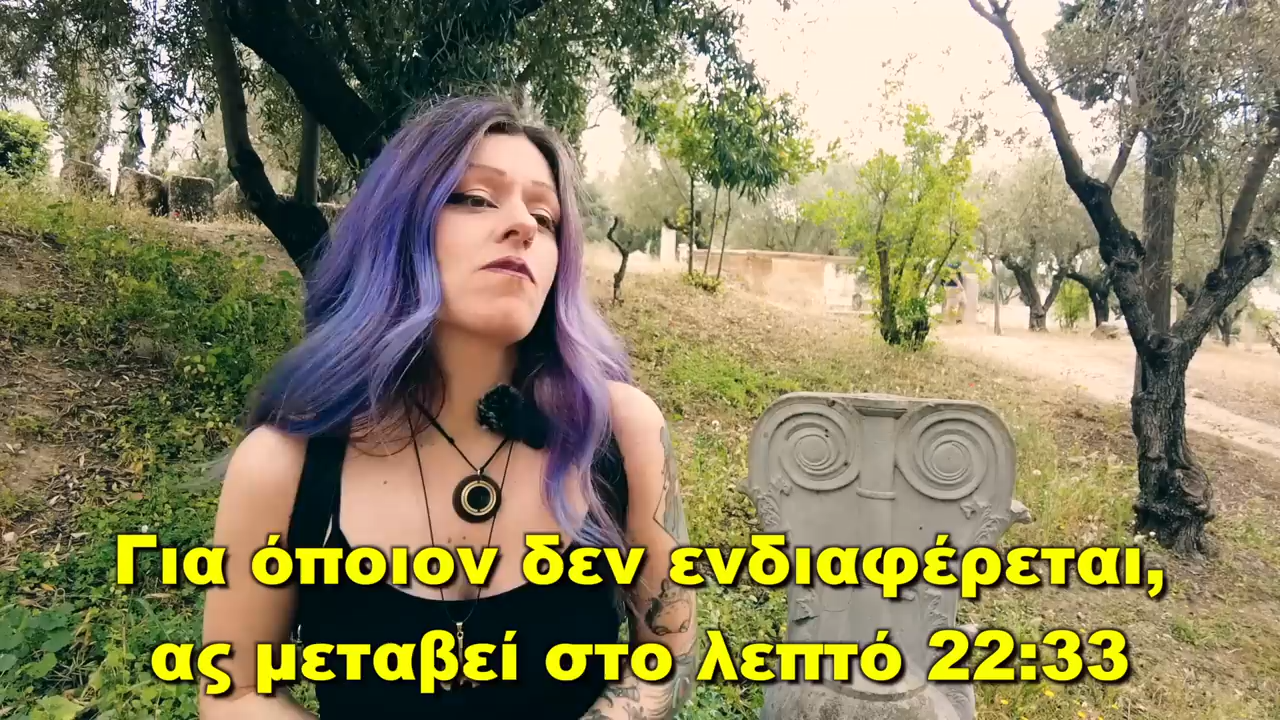 Για όποιον δεν ενδιαφέρεται,
ας μεταβεί στο λεπτό 22:33